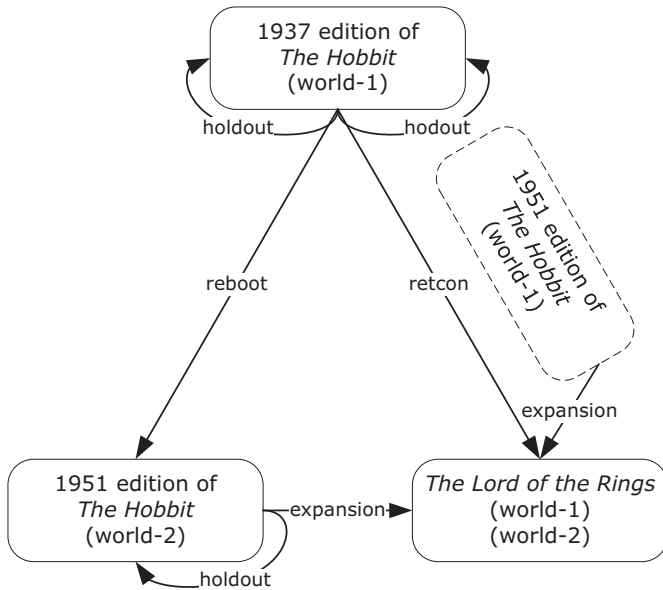 1937 edition of
The Hobbit
(world-1)
holdout
hodout
1951 edition of
The Hobbit
(world-1)
reboot
retcon
expansion
1951 edition of
The Hobbit
(world-2)
expansion
The Lord of the Rings
(world-1)
(world-2)
holdout